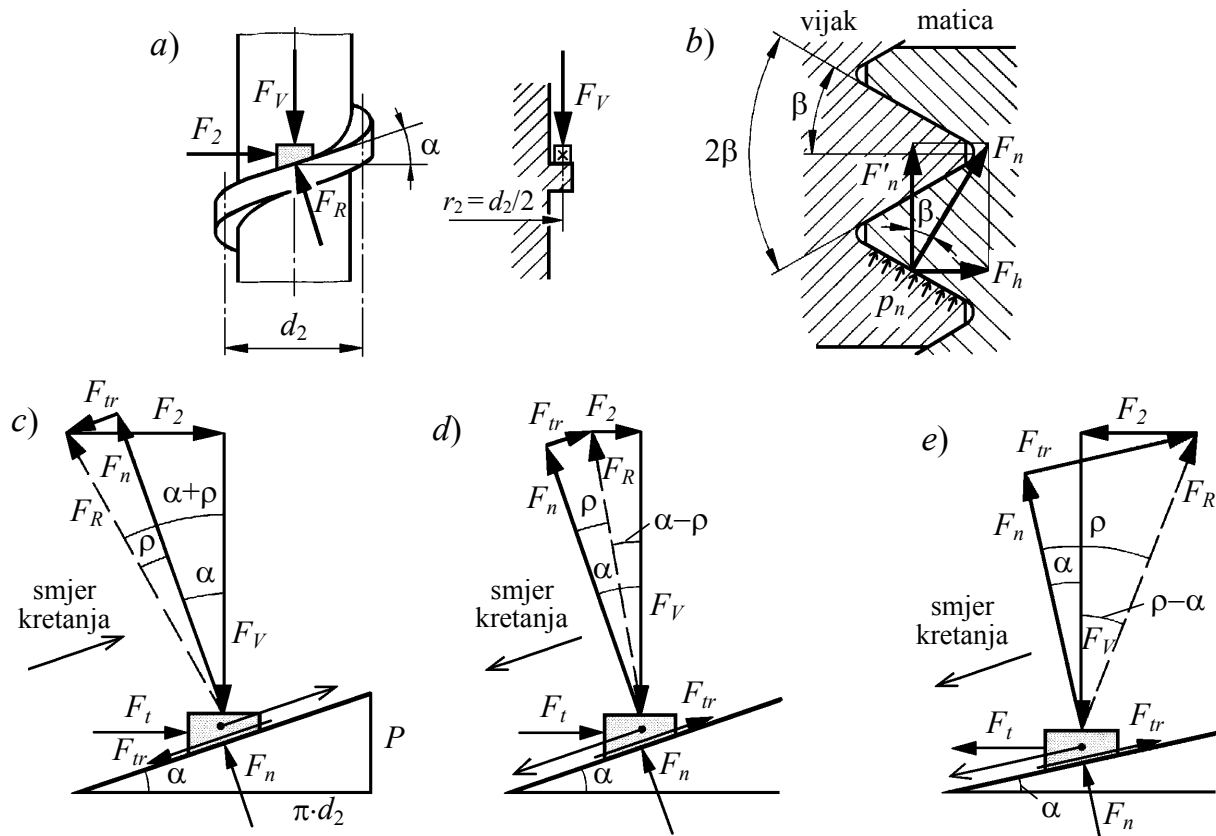 a)
F_V
F_2
α
F_R
d_2
F_V
r_2 = d_2/2
b)
vijak
matica
β
2β
F_n
F'_n
β
F_h
p_n
c)
F_tr
F_2
F_n
F_R
α+ρ
ρ
α
smjer
kretanja
F_V
F_t
F_tr
P
α
F_n
π·d_2
d)
F_tr
F_2
F_R
F_n
ρ
α−ρ
α
smjer
kretanja
F_V
F_t
F_tr
α
F_n
e)
F_2
F_tr
F_R
F_n
ρ
α
ρ−α
smjer
kretanja
F_V
F_t
F_tr
α
F_n